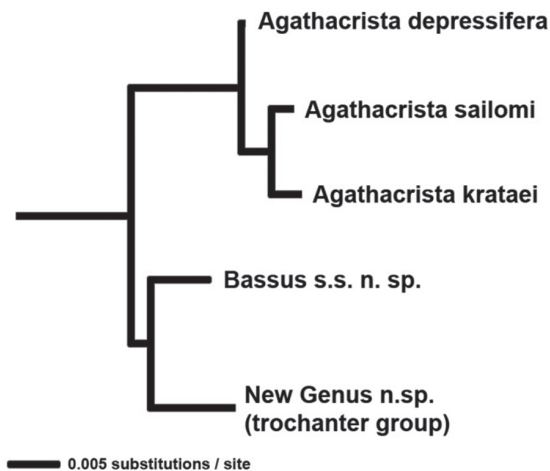 Agathacrista depressifera
Agathacrista sailomi
Agathacrista krataei
Bassus s.s. n. sp.
New Genus n.sp.
(trochanter group)
0.005 substitutions / site